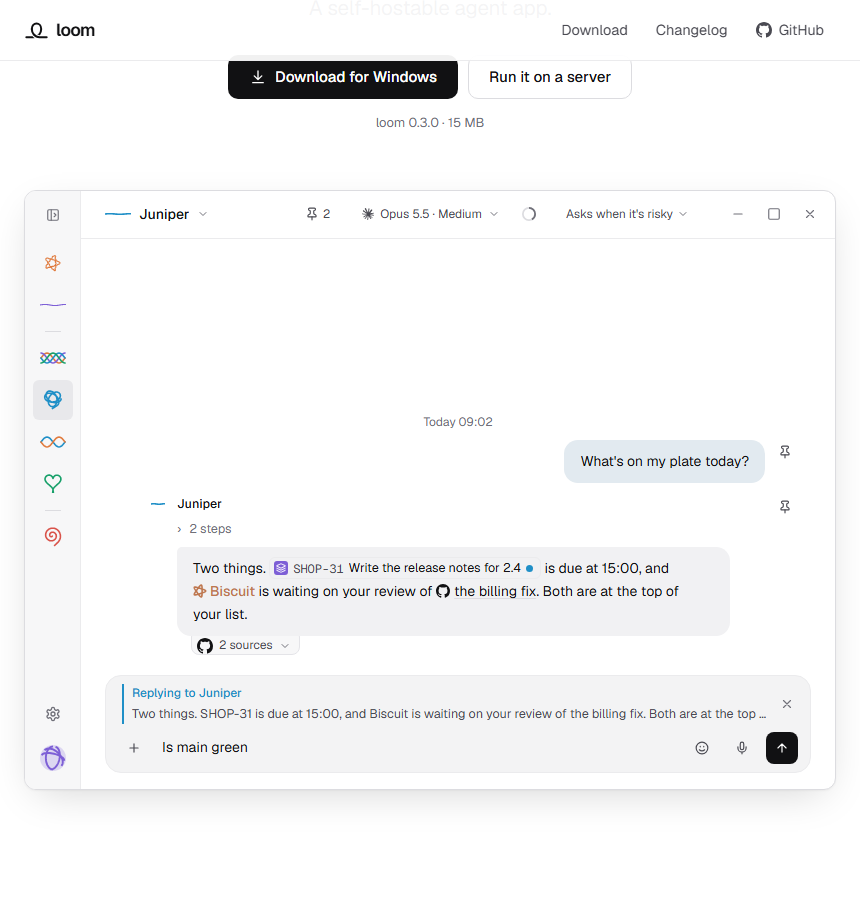 A self-hostable agent app.
loom
Download
Changelog
GitHub
Download for Windows
Run it on a server
loom 0.3.0 · 15 MB
Juniper
2
Opus 5.5 · Medium
Asks when it's risky
Today 09:02
What's on my plate today?
Juniper
› 2 steps
Two things. SHOP-31 Write the release notes for 2.4 is due at 15:00, and
Biscuit is waiting on your review of the billing fix. Both are at the top of
your list.
2 sources
Replying to Juniper
Two things. SHOP-31 is due at 15:00, and Biscuit is waiting on your review of the billing fix. Both are at the top ...
Is main green